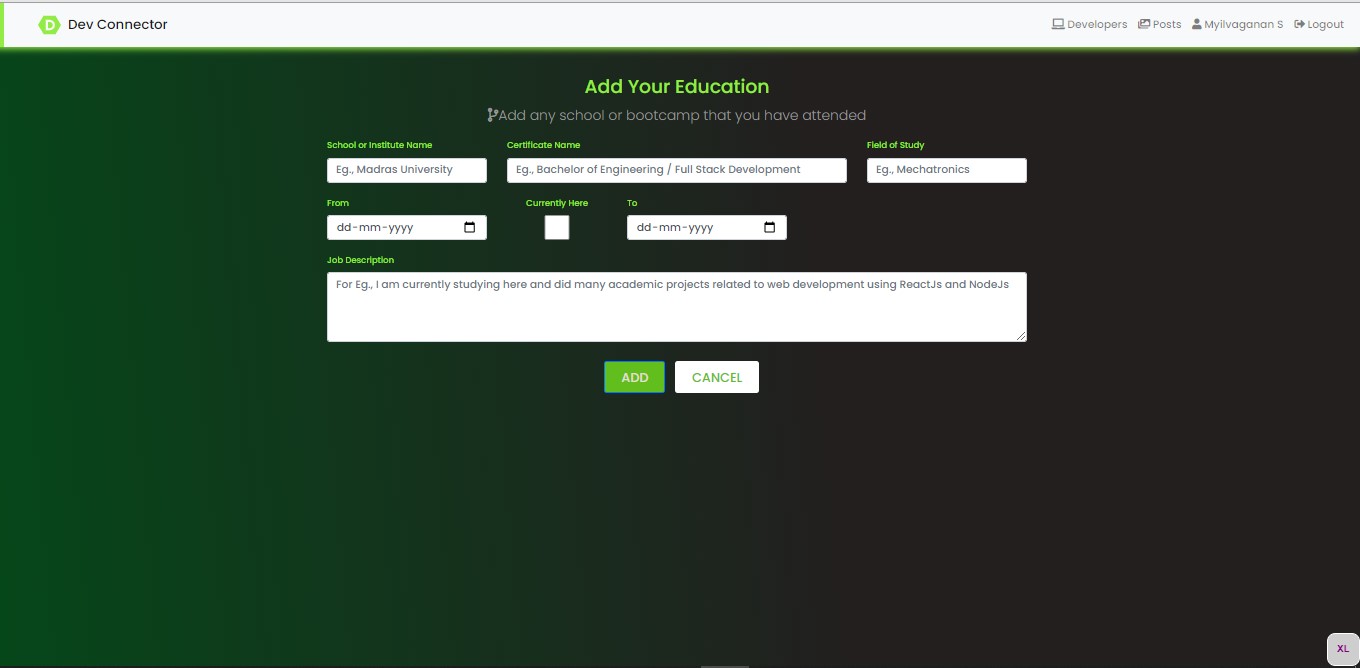 D Dev Connector Developers Posts Myilvaganan S Logout
Add Your Education
Add any school or bootcamp that you have attended
School or Institute Name Certificate Name Field of Study
Eg., Madras University Eg., Bachelor of Engineering / Full Stack Development Eg., Mechatronics
From Currently Here To
dd-mm-yyyy dd-mm-yyyy
Job Description
For Eg., I am currently studying here and did many academic projects related to web development using ReactJs and NodeJs
ADD CANCEL
XL